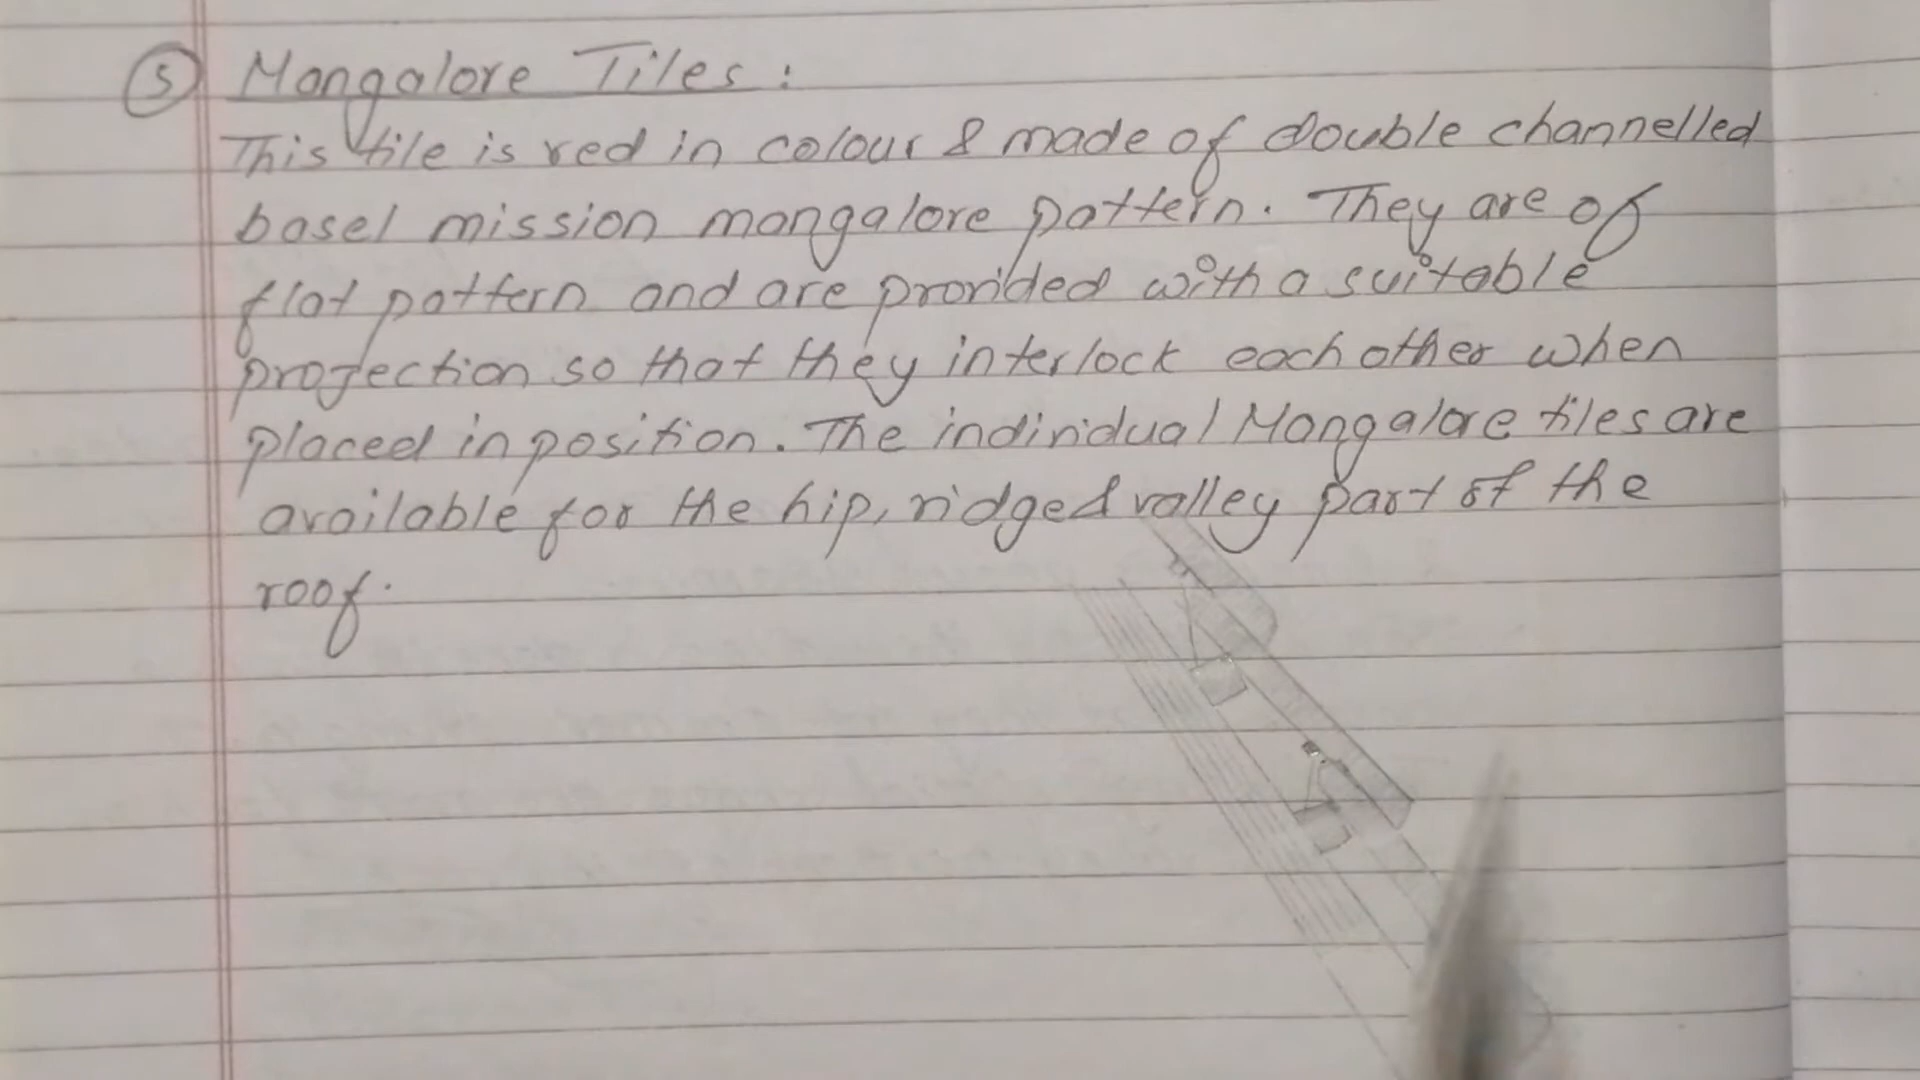 5 Mangalore Tiles:
This tile is red in colour & made of double channelled
basel mission mangalore pattern. They are of
flat pattern and are provided with a suitable
projection so that they interlock each other when
placed in position. The individual Mangalore tiles are
available for the hip, ridged valley part of the
roof.